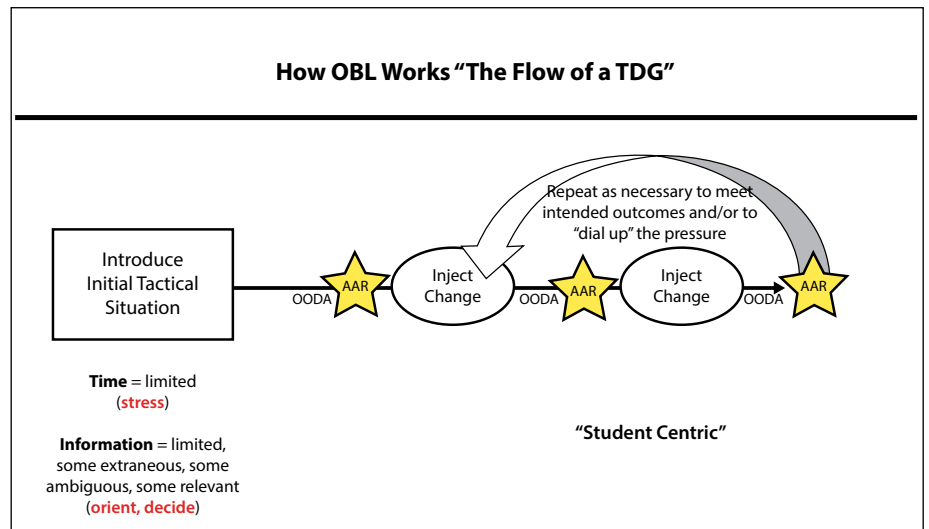 How OBL Works “The Flow of a TDG”
Repeat as necessary to meet
intended outcomes and/or to
“dial up” the pressure
Introduce
Initial Tactical
Situation
OODA
AAR
Inject
Change
OODA
AAR
Inject
Change
OODA
AAR
Time = limited
(stress)
Information = limited,
some extraneous, some
ambiguous, some relevant
(orient, decide)
“Student Centric”